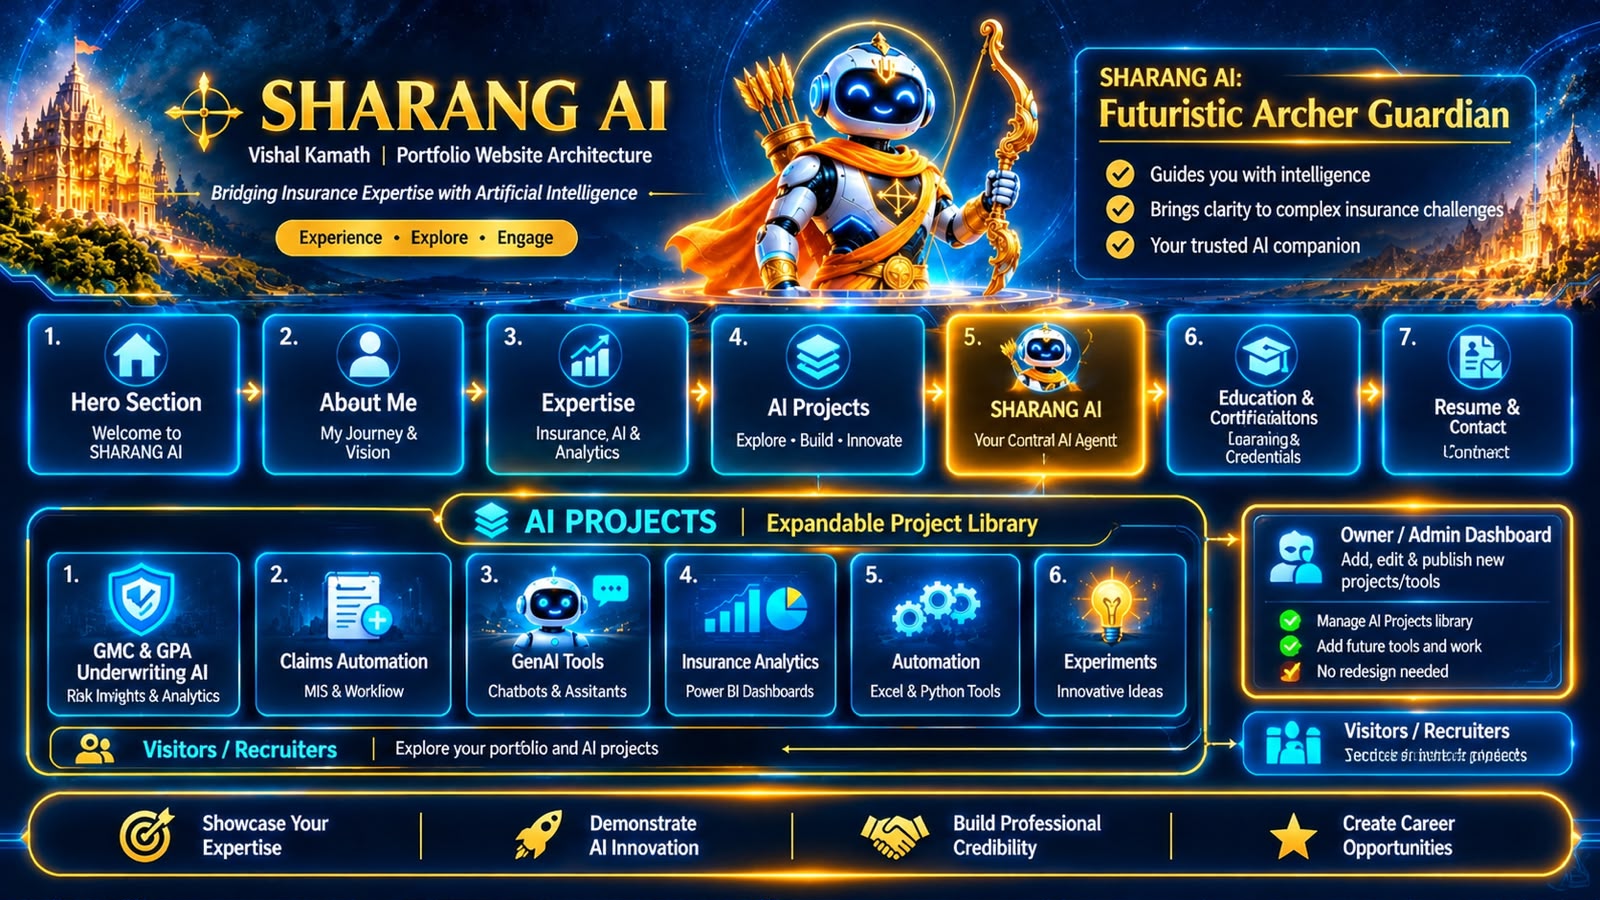 SHARANG AI
Vishal Kamath | Portfolio Website Architecture
Bridging Insurance Expertise with Artificial Intelligence
Experience • Explore • Engage
SHARANG AI:
Futuristic Archer Guardian
Guides you with intelligence
Brings clarity to complex insurance challenges
Your trusted AI companion
1.
Hero Section
Welcome to
SHARANG AI
2.
About Me
My Journey &
Vision
3.
Expertise
Insurance, AI &
Analytics
4.
AI Projects
Explore • Build • Innovate
5.
SHARANG AI
Your AI Agent
6.
Education &
&
Credentials
7.
Resume &
Contact
AI PROJECTS | Expandable Project Library
1.
GMC & GPA
Underwriting AI
& Analytics
2.
Claims Automation
MIS & Workflow
3.
GenAI Tools
Chatbots & Assitants
4.
Insurance Analytics
Power BI Dashboards
5.
Automation
Excel & Python Tools
6.
Experiments
Innovative Ideas
Owner / Admin Dashboard
Add, edit & publish new
projects/tools
Manage AI Projects library
Add future tools and work
No redesign needed
Visitors / Recruiters | Explore your portfolio and AI projects
Visitors / Recruiters
Showcase Your
Expertise
Demonstrate
AI Innovation
Build Professional
Credibility
Create Career
Opportunities